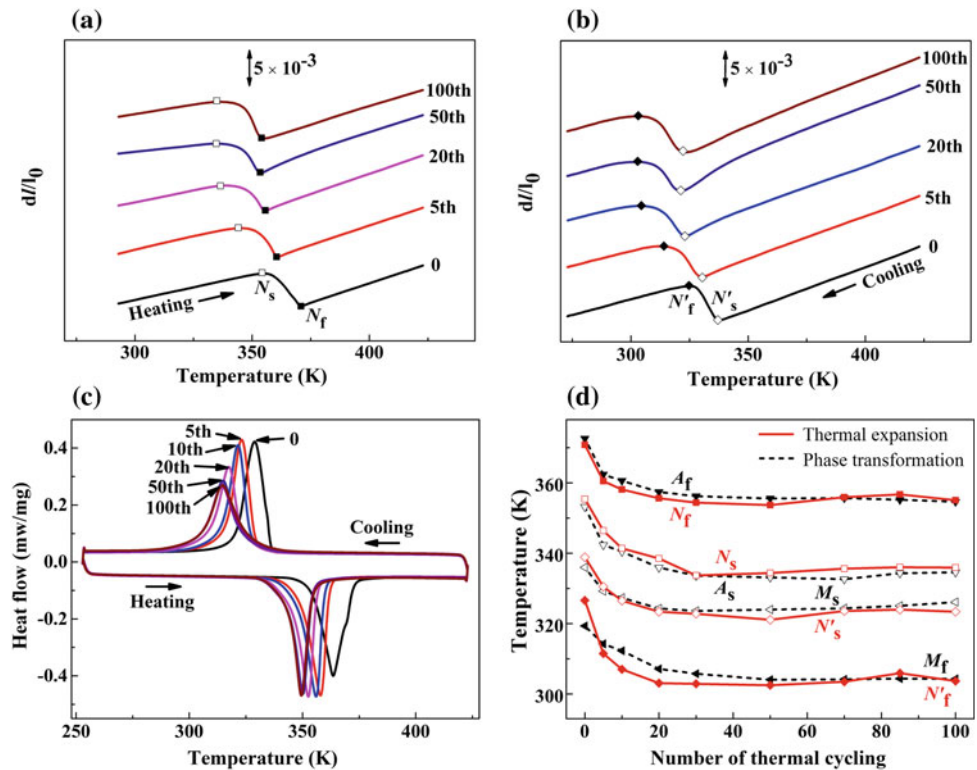 (a)
5 × 10⁻³
100th
50th
20th
5th
0
dl/l₀
Heating
Nₛ
N_f
300
350
400
Temperature (K)
(b)
5 × 10⁻³
100th
50th
20th
5th
0
dl/l₀
N′_f
N′ₛ
Cooling
300
350
400
Temperature (K)
(c)
0.4
0.2
0.0
-0.2
-0.4
Heat flow (mw/mg)
5th
10th
20th
50th
100th
0
Cooling
Heating
250
300
350
400
Temperature (K)
(d)
Thermal expansion
Phase transformation
360
340
320
300
Temperature (K)
A_f
N_f
Nₛ
Aₛ
Mₛ
N′ₛ
M_f
N′_f
0
20
40
60
80
100
Number of thermal cycling